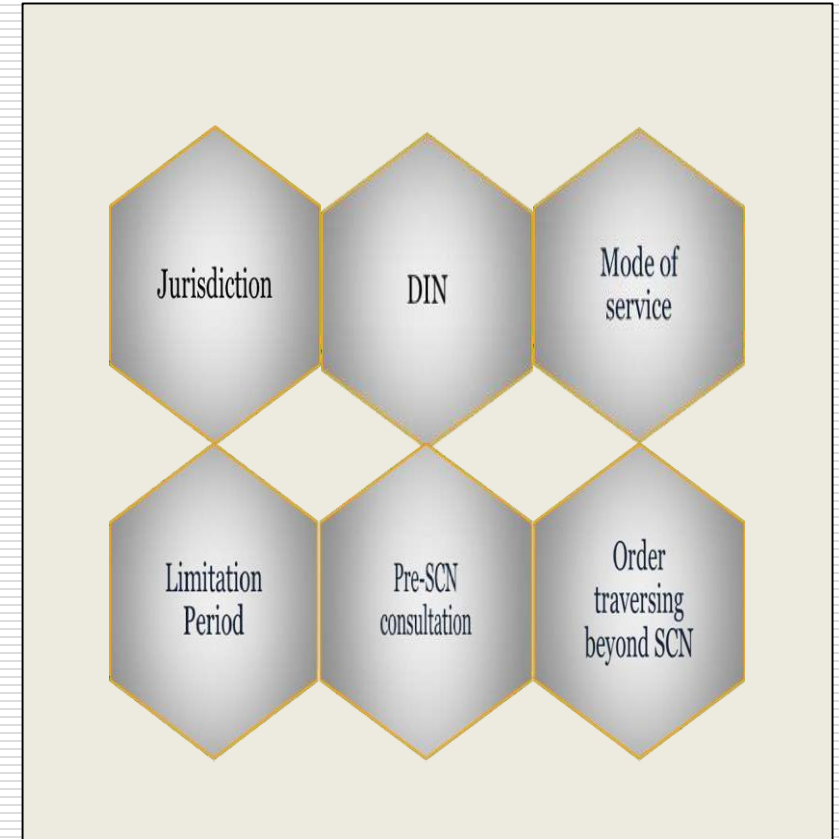 Jurisdiction
DIN
Mode of
service
Limitation
Period
Pre-SCN
consultation
Order
traversing
beyond SCN